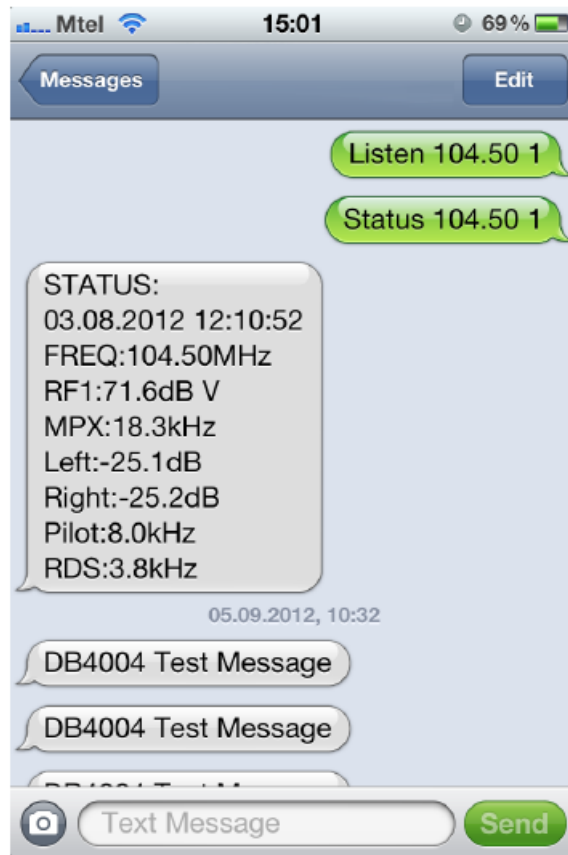 Mtel 15:01 69%
Messages Edit
Listen 104.50 1
Status 104.50 1
STATUS:
03.08.2012 12:10:52
FREQ:104.50MHz
RF1:71.6dB V
MPX:18.3kHz
Left:-25.1dB
Right:-25.2dB
Pilot:8.0kHz
RDS:3.8kHz
05.09.2012, 10:32
DB4004 Test Message
DB4004 Test Message
Text Message Send